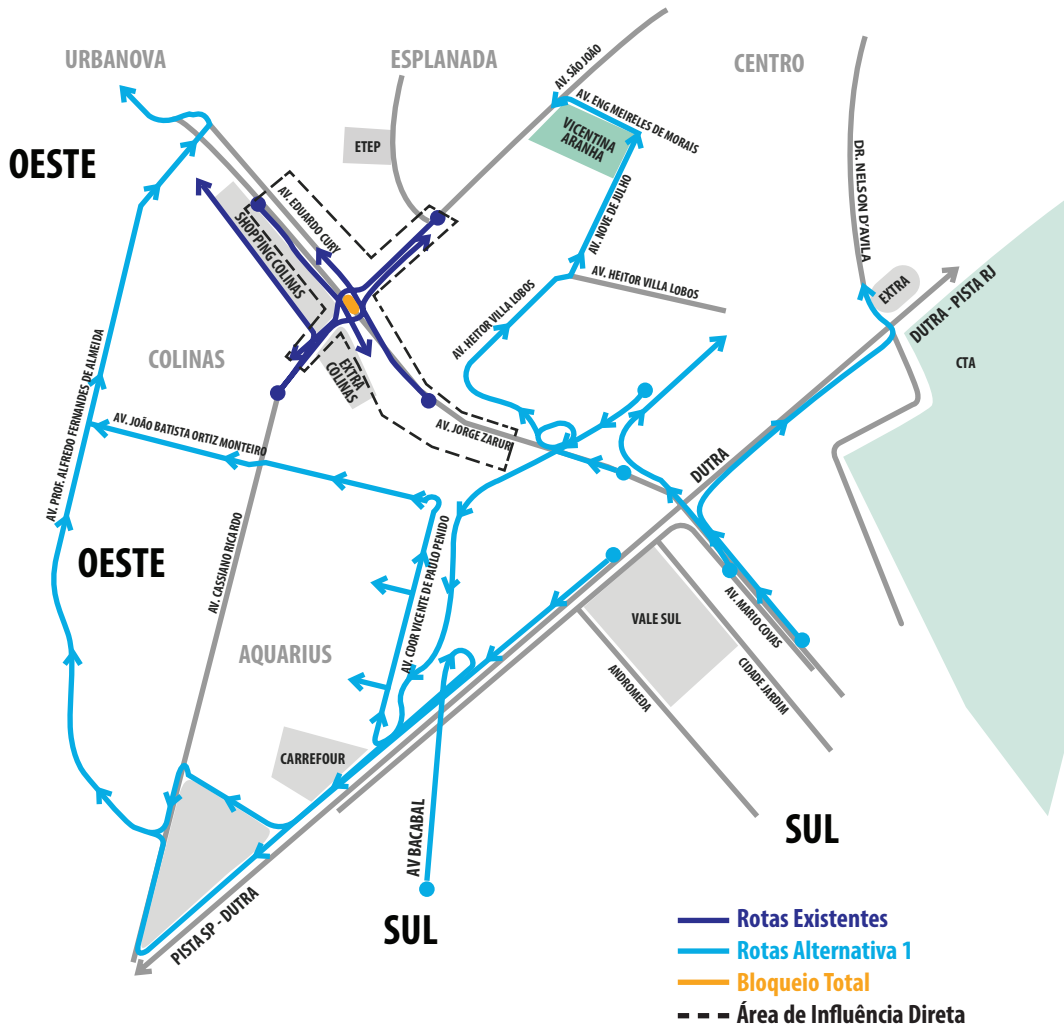 URBANOVA
ESPLANADA
CENTRO
AV. SÃO JOÃO
AV. ENG MEIRELES DE MORAIS
VICENTINA
ARANHA
ETEP
OESTE
DR. NELSON D'AVILA
AV. EDUARDO CURY
SHOPPING COLINAS
AV. NOVE DE JULHO
AV. HEITOR VILLA LOBOS
AV. HEITOR VILLA LOBOS
EXTRA
DUTRA - PISTA RJ
CTA
COLINAS
EXTRA
COLINAS
AV. PROF. ALFREDO FERNANDES DE ALMEIDA
AV. JOÃO BATISTA ORTIZ MONTEIRO
AV. JORGE ZARUR
DUTRA
OESTE
AV. CASSIANO RICARDO
AV. CDOR VICENTE DE PAULO PENIDO
AQUARIUS
VALE SUL
AV. MARIO COVAS
CIDADE JARDIM
ANDROMEDA
CARREFOUR
AV BACABAL
SUL
PISTA SP - DUTRA
SUL
Rotas Existentes
Rotas Alternativa 1
Bloqueio Total
Área de Influência Direta